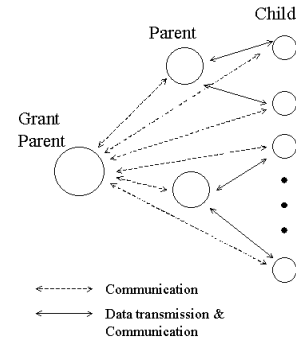 Child
Parent
Grant
Parent
Communication
Data transmission &
Communication